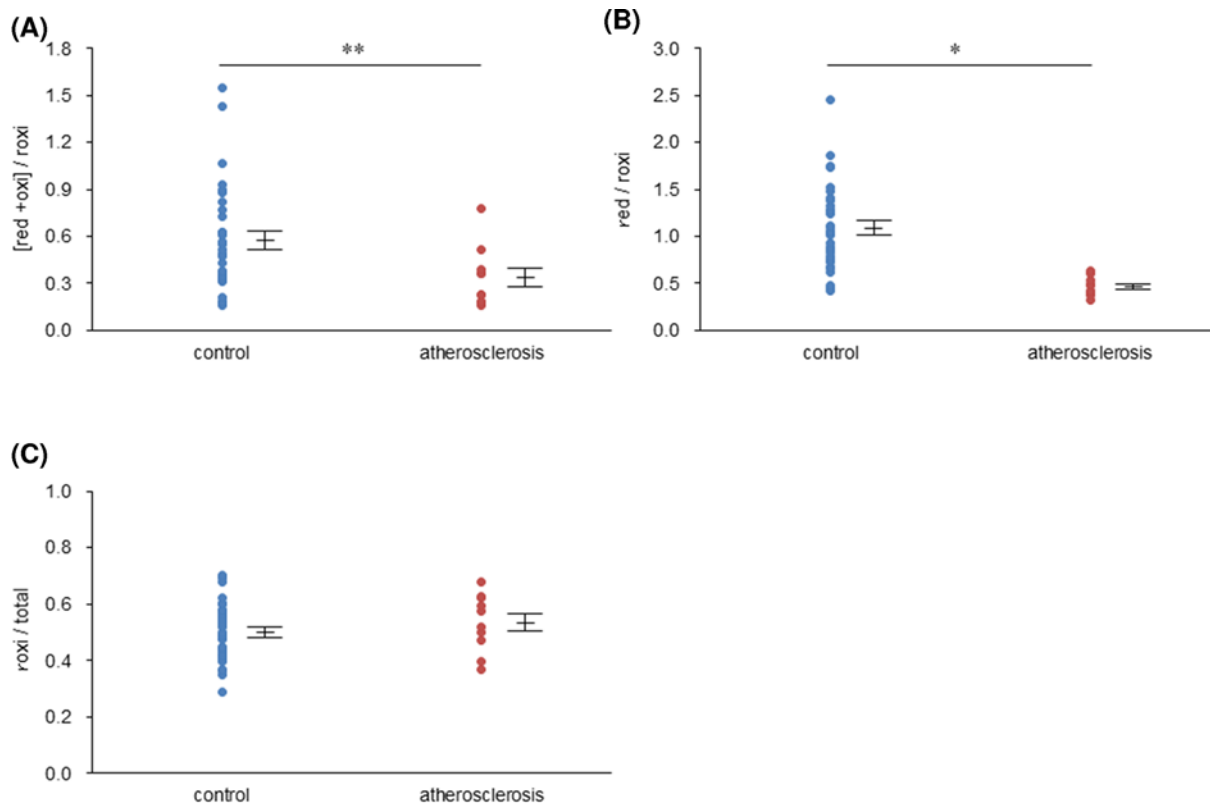 (A)
**
[red +oxi] / roxi
1.8
1.5
1.2
0.9
0.6
0.3
0.0
control atherosclerosis
(B)
*
red / roxi
3.0
2.5
2.0
1.5
1.0
0.5
0.0
control atherosclerosis
(C)
roxi / total
1.0
0.8
0.6
0.4
0.2
0.0
control atherosclerosis